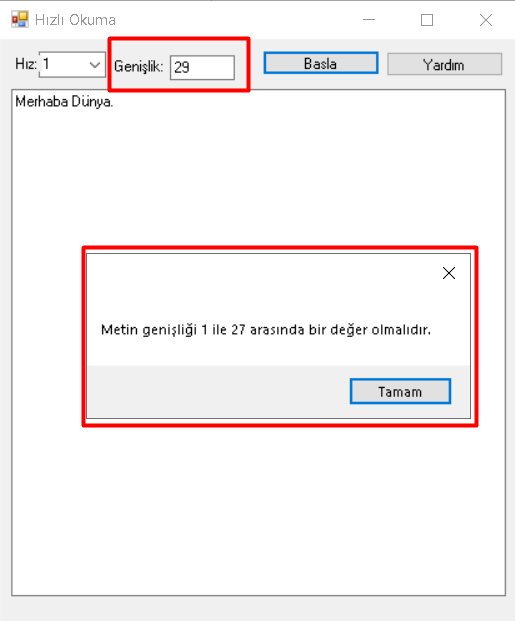 Hızlı Okuma
Hız: 1 Genişlik: 29 Basla Yardım
Merhaba Dünya.
Metin genişliği 1 ile 27 arasında bir değer olmalıdır.
Tamam